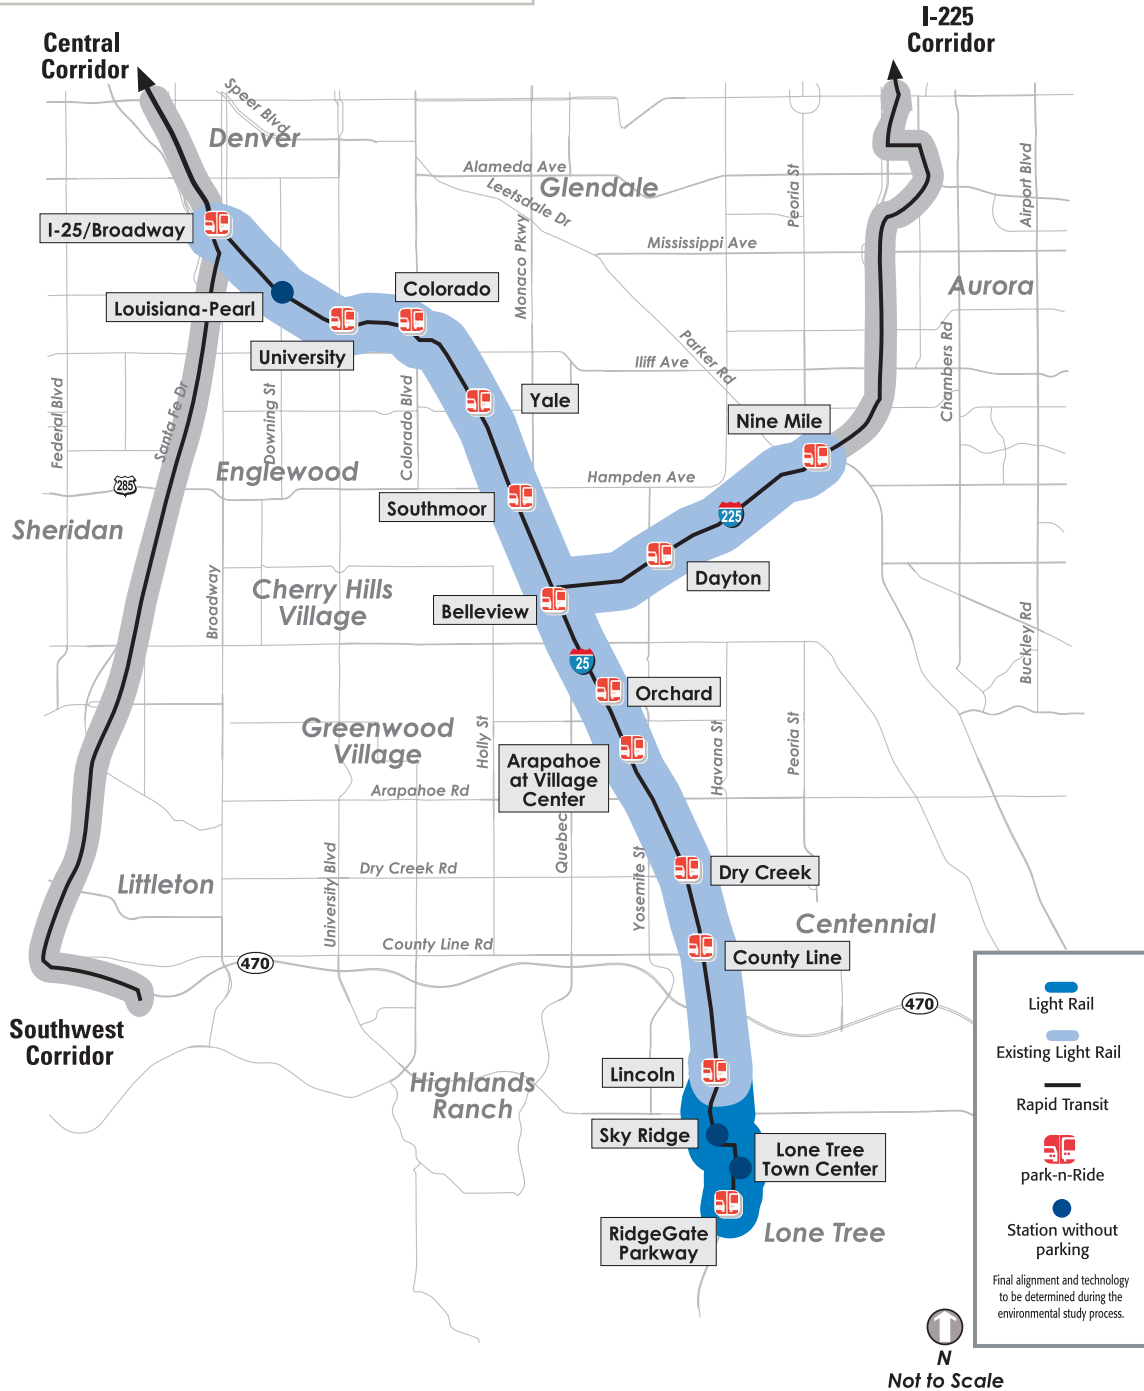 I-225
Corridor
Central
Corridor
Speer Blvd
Denver
Alameda Ave
Glendale
Leetsdale Dr
Peoria St
Airport Blvd
I-25/Broadway
Monaco Pkwy
Mississippi Ave
Aurora
Louisiana-Pearl
Colorado
University
Iliff Ave
Parker Rd
Chambers Rd
Federal Blvd
Santa Fe Dr
Downing St
Colorado Blvd
Yale
Nine Mile
Englewood
Hampden Ave
285
Southmoor
225
Sheridan
Dayton
Cherry Hills
Village
Broadway
Belleview
Buckley Rd
25
Orchard
Greenwood
Village
Holly St
Havana St
Peoria St
Arapahoe
at Village
Center
Arapahoe Rd
Quebec
Dry Creek Rd
Dry Creek
Littleton
University Blvd
Yosemite St
Centennial
County Line Rd
County Line
470
470
Southwest
Corridor
Lincoln
Highlands
Ranch
Sky Ridge
Lone Tree
Town Center
RidgeGate
Parkway
Lone Tree
Light Rail
Existing Light Rail
Rapid Transit
park-n-Ride
Station without
parking
Final alignment and technology
to be determined during the
environmental study process.
N
Not to Scale